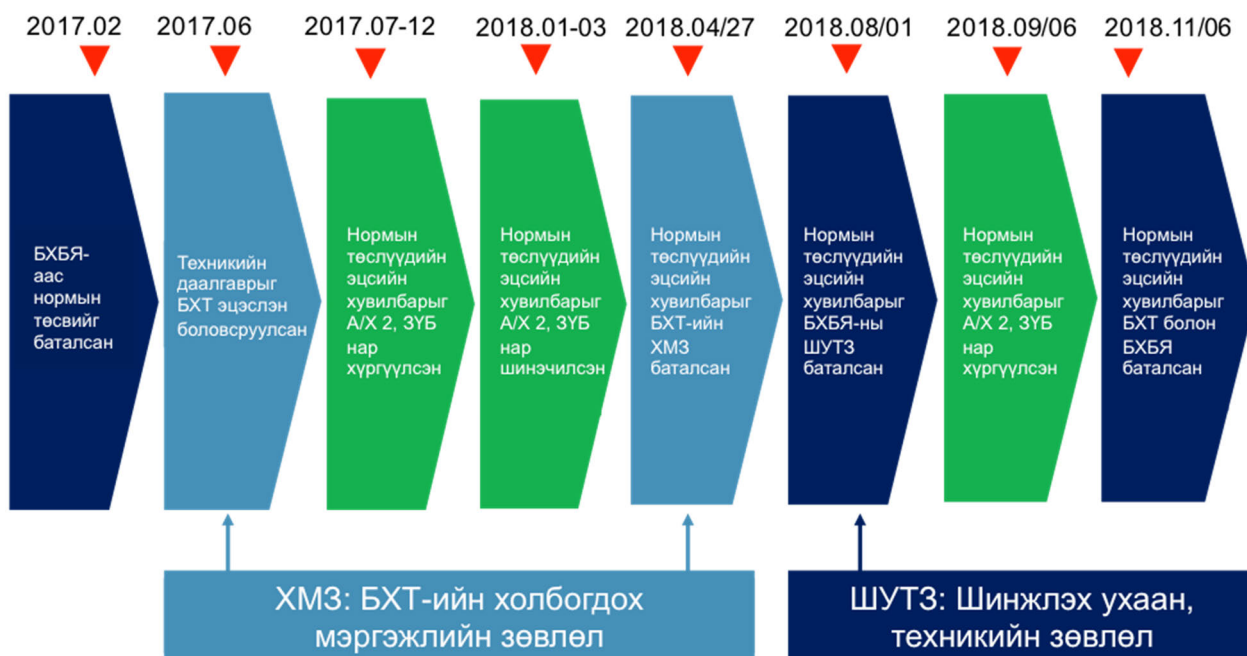 2017.02
2017.06
2017.07-12
2018.01-03
2018.04/27
2018.08/01
2018.09/06
2018.11/06
БХБЯ-
аас
нормын
төсвийг
баталсан
Техникийн
даалгаврыг
БХТ эцэслэн
боловсруулсан
Нормын
төслүүдийн
эцсийн
хувилбарыг
А/Х 2, ЗҮБ
нар
хүргүүлсэн
Нормын
төслүүдийн
эцсийн
хувилбарыг
А/Х 2, ЗҮБ
нар
шинэчилсэн
Нормын
төслүүдийн
эцсийн
хувилбарыг
БХТ-ийн
ХМЗ
баталсан
Нормын
төслүүдийн
эцсийн
хувилбарыг
БХБЯ-ны
ШУТЗ
баталсан
Нормын
төслүүдийн
эцсийн
хувилбарыг
А/Х 2, ЗҮБ
нар
хүргүүлсэн
Нормын
төслүүдийн
эцсийн
хувилбарыг
БХТ болон
БХБЯ
баталсан
ХМЗ: БХТ-ийн холбогдох
мэргэжлийн зөвлөл
ШУТЗ: Шинжлэх ухаан,
техникийн зөвлөл